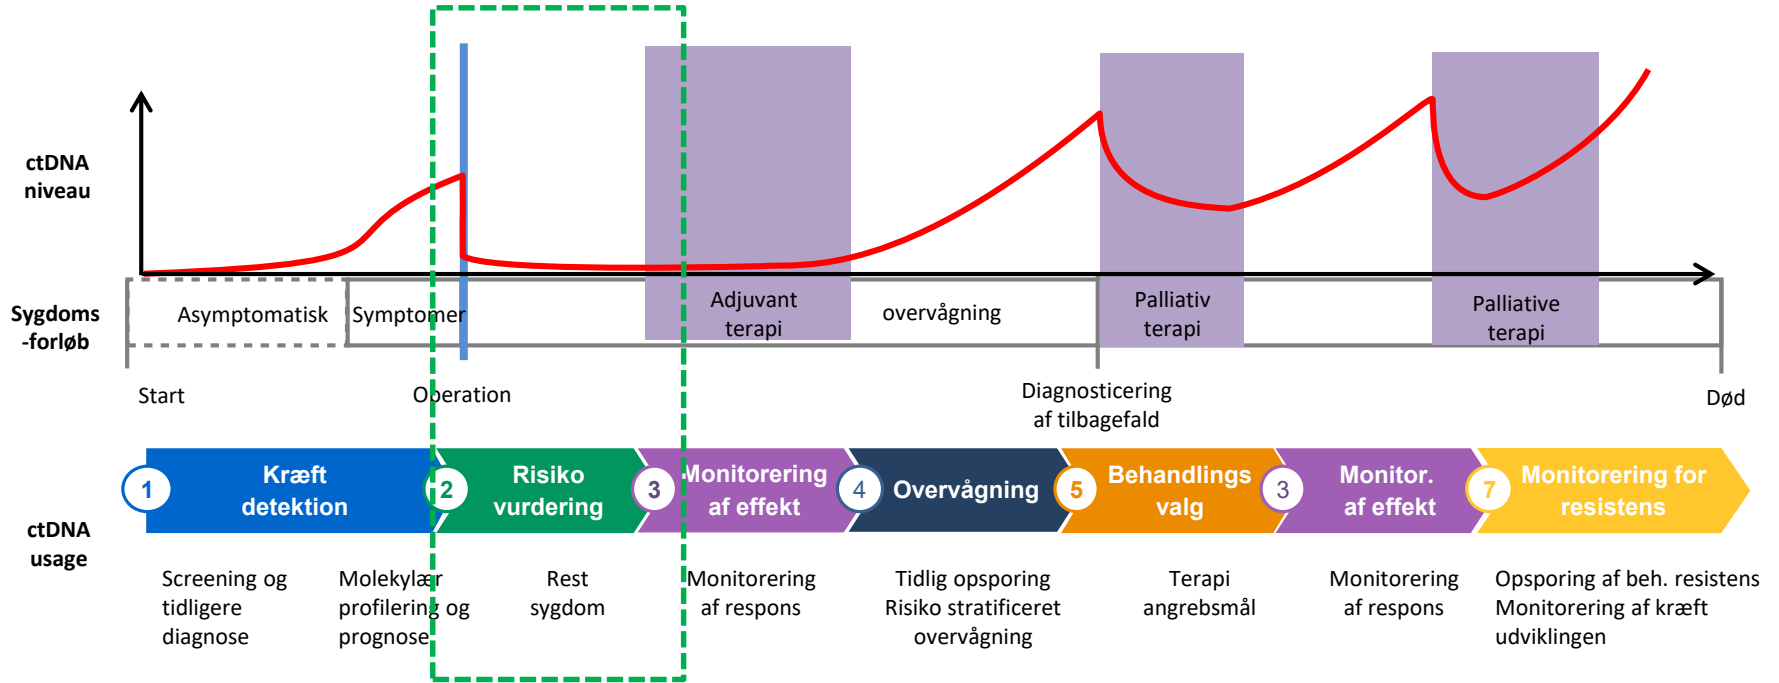 ctDNA
niveau
Sygdoms
-forløb
Asymptomatisk
Symptomer
Adjuvant
terapi
overvågning
Palliativ
terapi
Palliative
terapi
Start
Operation
Diagnosticering
af tilbagefald
Død
ctDNA
usage
1
Kræft
detektion
2
Risiko
vurdering
3
Monitorering
af effekt
4
Overvågning
5
Behandlings
valg
3
Monitor.
af effekt
7
Monitorering for
resistens
Screening og
tidligere
diagnose
Molekylær
profilering og
prognose
Rest
sygdom
Monitorering
af respons
Tidlig opsporing
Risiko stratificeret
overvågning
Terapi
angrebsmål
Monitorering
af respons
Opsporing af beh. resistens
Monitorering af kræft
udviklingen